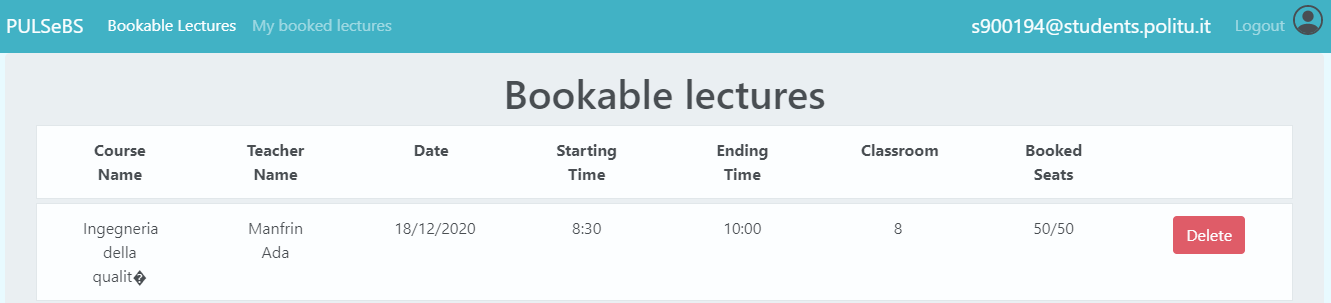 PULSeBS Bookable Lectures My booked lectures s900194@students.politu.it Logout
Bookable lectures
Course Name Teacher Name Date Starting Time Ending Time Classroom Booked Seats
Ingegneria della qualit� Manfrin Ada 18/12/2020 8:30 10:00 8 50/50 Delete